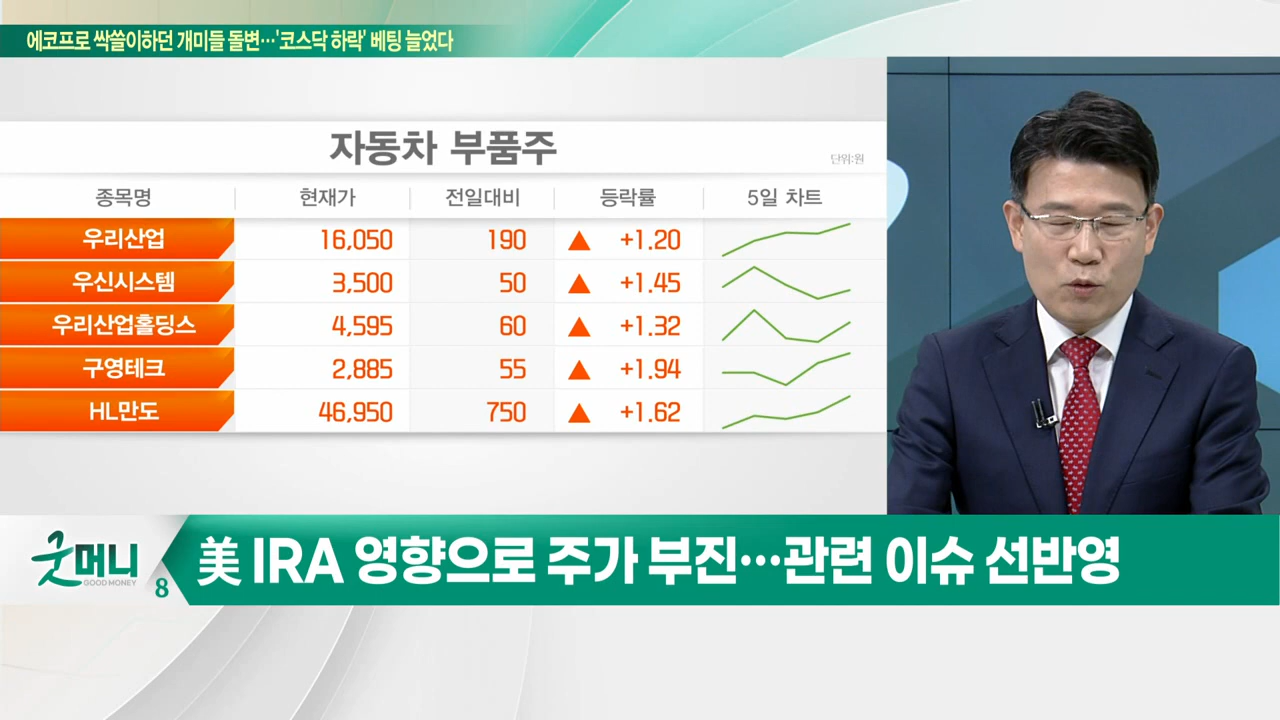 에코프로 싹쓸이하던 개미들 돌변…'코스닥 하락' 베팅 늘었다
자동차 부품주
단위:원
종목명 현재가 전일대비 등락률 5일 차트
우리산업 16,050 190 ▲ +1.20
우신시스템 3,500 50 ▲ +1.45
우리산업홀딩스 4,595 60 ▲ +1.32
구영테크 2,885 55 ▲ +1.94
HL만도 46,950 750 ▲ +1.62
굿머니
GOOD MONEY
8
美 IRA 영향으로 주가 부진…관련 이슈 선반영